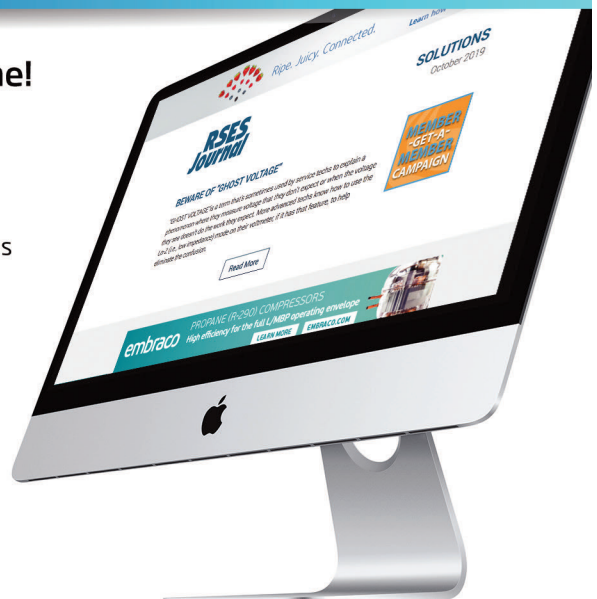 ne!
s
Learn how
Ripe. Juicy. Connected.
SOLUTIONS
October 2019
RSES
Journal
MEMBER
-GET-A-
MEMBER
CAMPAIGN
BEWARE OF "GHOST VOLTAGE"
"GHOST VOLTAGE" is a term that's sometimes used by service techs to explain a
phenomenon where they measure voltage that they don't expect or when the voltage
they see doesn't do the work they expect. More advanced techs know how to use the
Lo-Z (i.e., low impedance) mode on their voltmeter, if it has that feature, to help
eliminate the confusion.
Read More
embraco
PROPANE (R-290) COMPRESSORS
High efficiency for the full L/MBP operating envelope
LEARN MORE
EMBRACO.COM